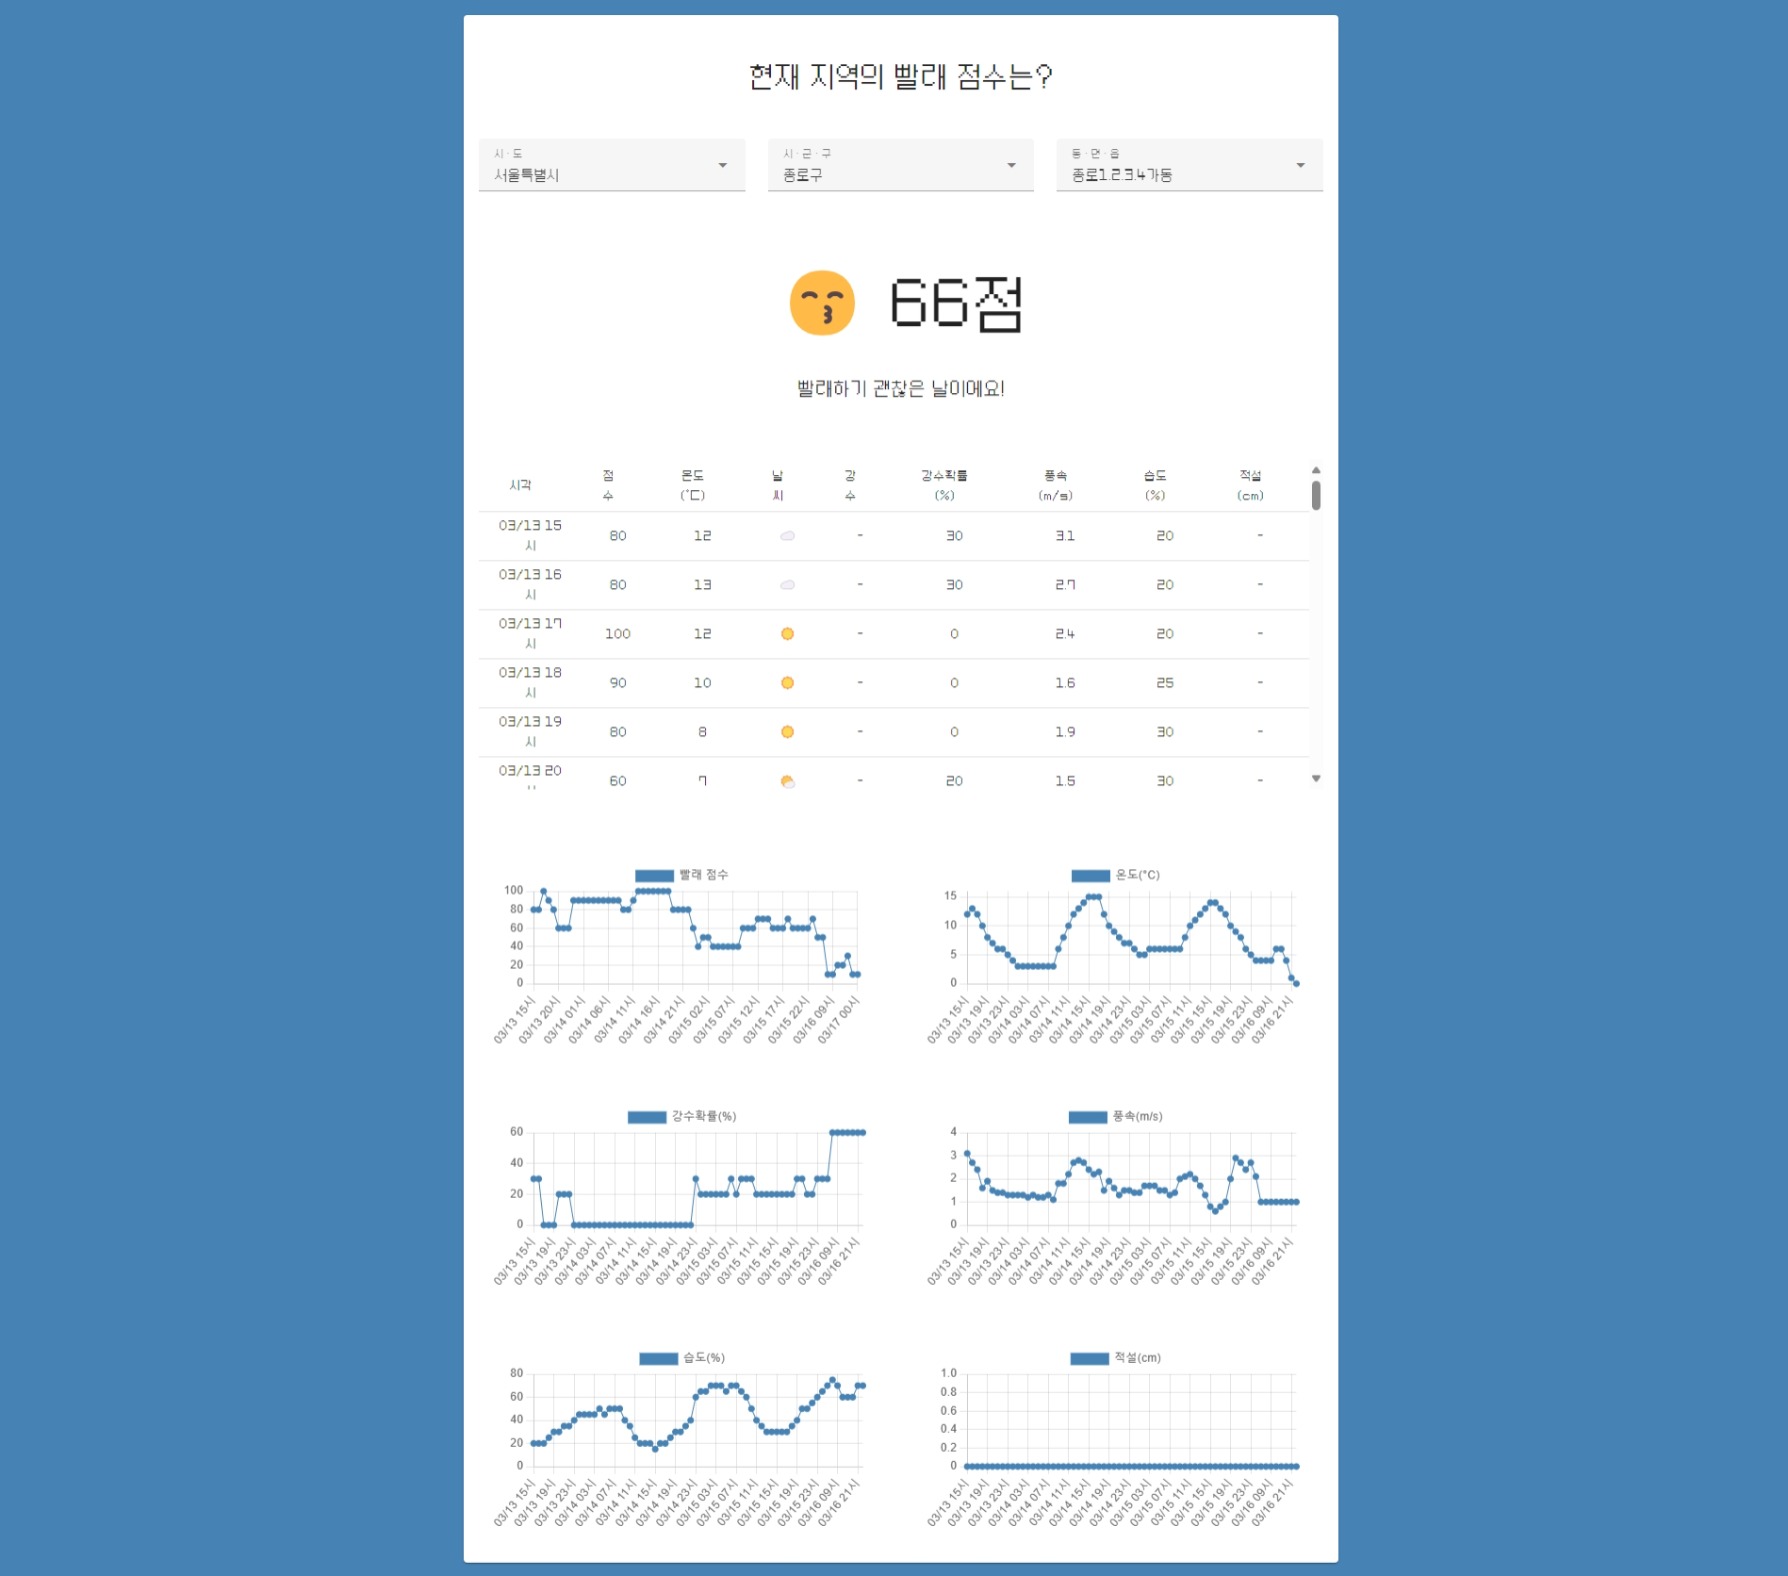 현재 지역의 빨래 점수는?
시·도
서울특별시
시·군·구
종로구
동·면·읍
종로1.2.3.4가동
66점
빨래하기 괜찮은 날이에요!
시각 점수 온도(℃) 날씨 강수 강수확률(%) 풍속(m/s) 습도(%) 적설(cm)
03/13 15시 80 12 - 30 3.1 20 -
03/13 16시 80 13 - 30 2.7 20 -
03/13 17시 100 12 - 0 2.4 20 -
03/13 18시 90 10 - 0 1.6 25 -
03/13 19시 80 8 - 0 1.9 30 -
03/13 20 60 7 - 20 1.5 30 -
빨래 점수
100
80
60
40
20
0
03/13 15시 03/13 20시 03/14 01시 03/14 06시 03/14 11시 03/14 16시 03/14 21시 03/15 02시 03/15 07시 03/15 12시 03/15 17시 03/15 22시 03/16 09시 03/17 00시
온도(°C)
15
10
5
0
03/13 15시 03/13 19시 03/13 23시 03/14 03시 03/14 07시 03/14 11시 03/14 15시 03/14 19시 03/14 23시 03/15 03시 03/15 07시 03/15 11시 03/15 15시 03/15 19시 03/15 23시 03/16 09시 03/16 21시
강수확률(%)
60
40
20
0
03/13 15시 03/13 19시 03/13 23시 03/14 03시 03/14 07시 03/14 11시 03/14 15시 03/14 19시 03/14 23시 03/15 03시 03/15 07시 03/15 11시 03/15 15시 03/15 19시 03/15 23시 03/16 09시 03/16 21시
풍속(m/s)
4
3
2
1
0
03/13 15시 03/13 19시 03/13 23시 03/14 03시 03/14 07시 03/14 11시 03/14 15시 03/14 19시 03/14 23시 03/15 03시 03/15 07시 03/15 11시 03/15 15시 03/15 19시 03/15 23시 03/16 09시 03/16 21시
습도(%)
80
60
40
20
0
03/13 15시 03/13 19시 03/13 23시 03/14 03시 03/14 07시 03/14 11시 03/14 15시 03/14 19시 03/14 23시 03/15 03시 03/15 07시 03/15 11시 03/15 15시 03/15 19시 03/15 23시 03/16 09시 03/16 21시
적설(cm)
1.0
0.8
0.6
0.4
0.2
0
03/13 15시 03/13 19시 03/13 23시 03/14 03시 03/14 07시 03/14 11시 03/14 15시 03/14 19시 03/14 23시 03/15 03시 03/15 07시 03/15 11시 03/15 15시 03/15 19시 03/15 23시 03/16 09시 03/16 21시